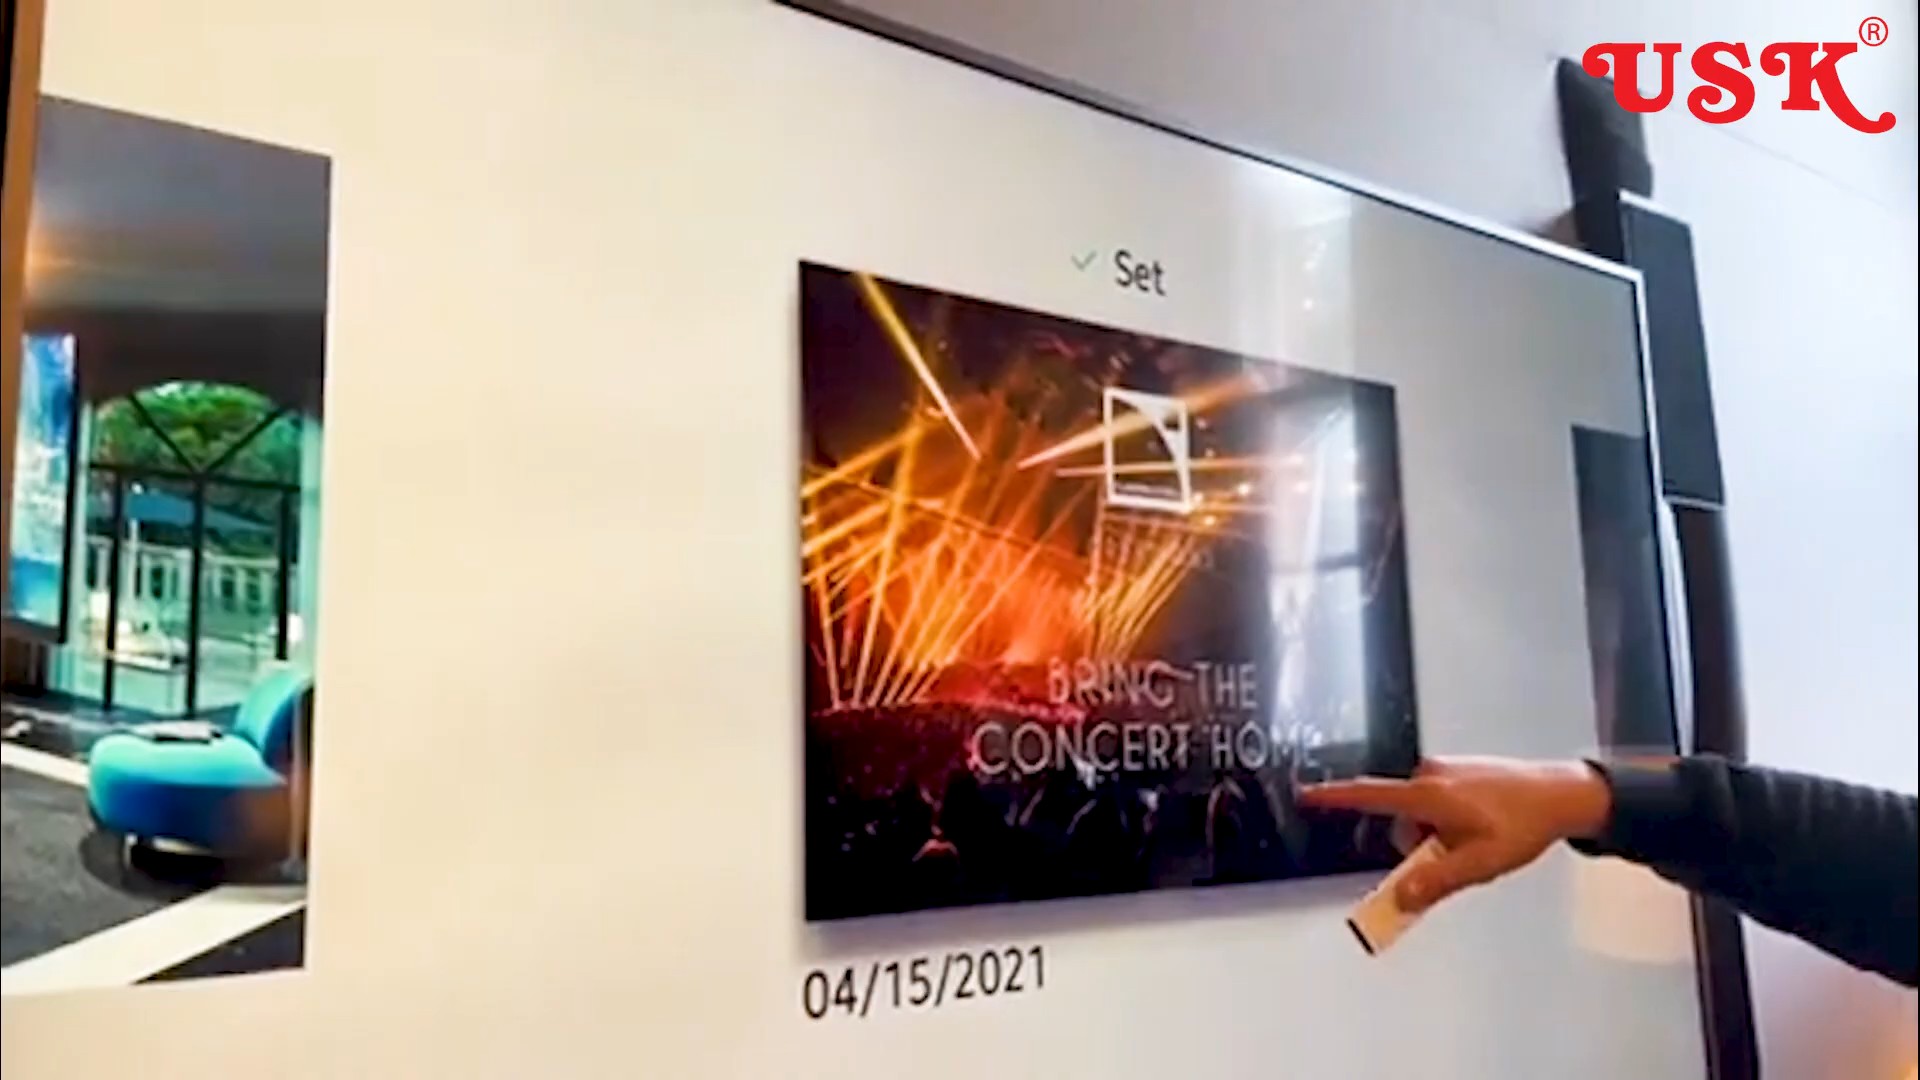 USK®
Set
BRING THE
CONCERT HOME
04/15/2021